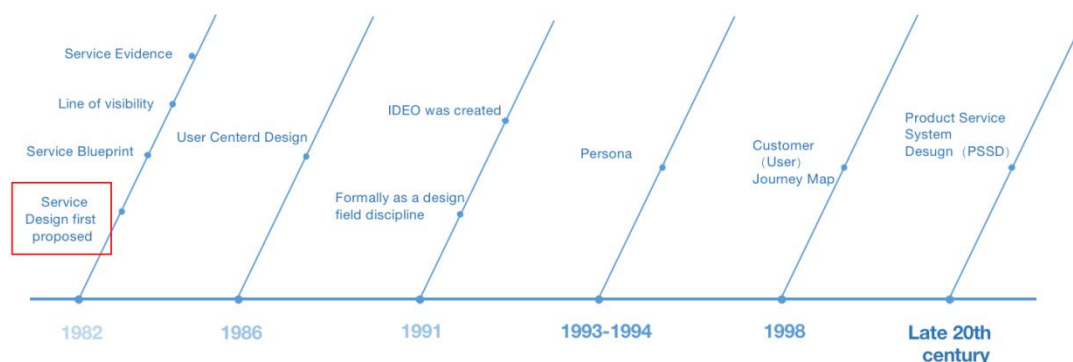 Service Evidence
Line of visibility
Service Blueprint
Service
Design first
proposed
User Centerd Design
IDEO was created
Formally as a design
field discipline
Persona
Customer
（User）
Journey Map
Product Service
System
Desugn（PSSD）
1982
1986
1991
1993-1994
1998
Late 20th
century